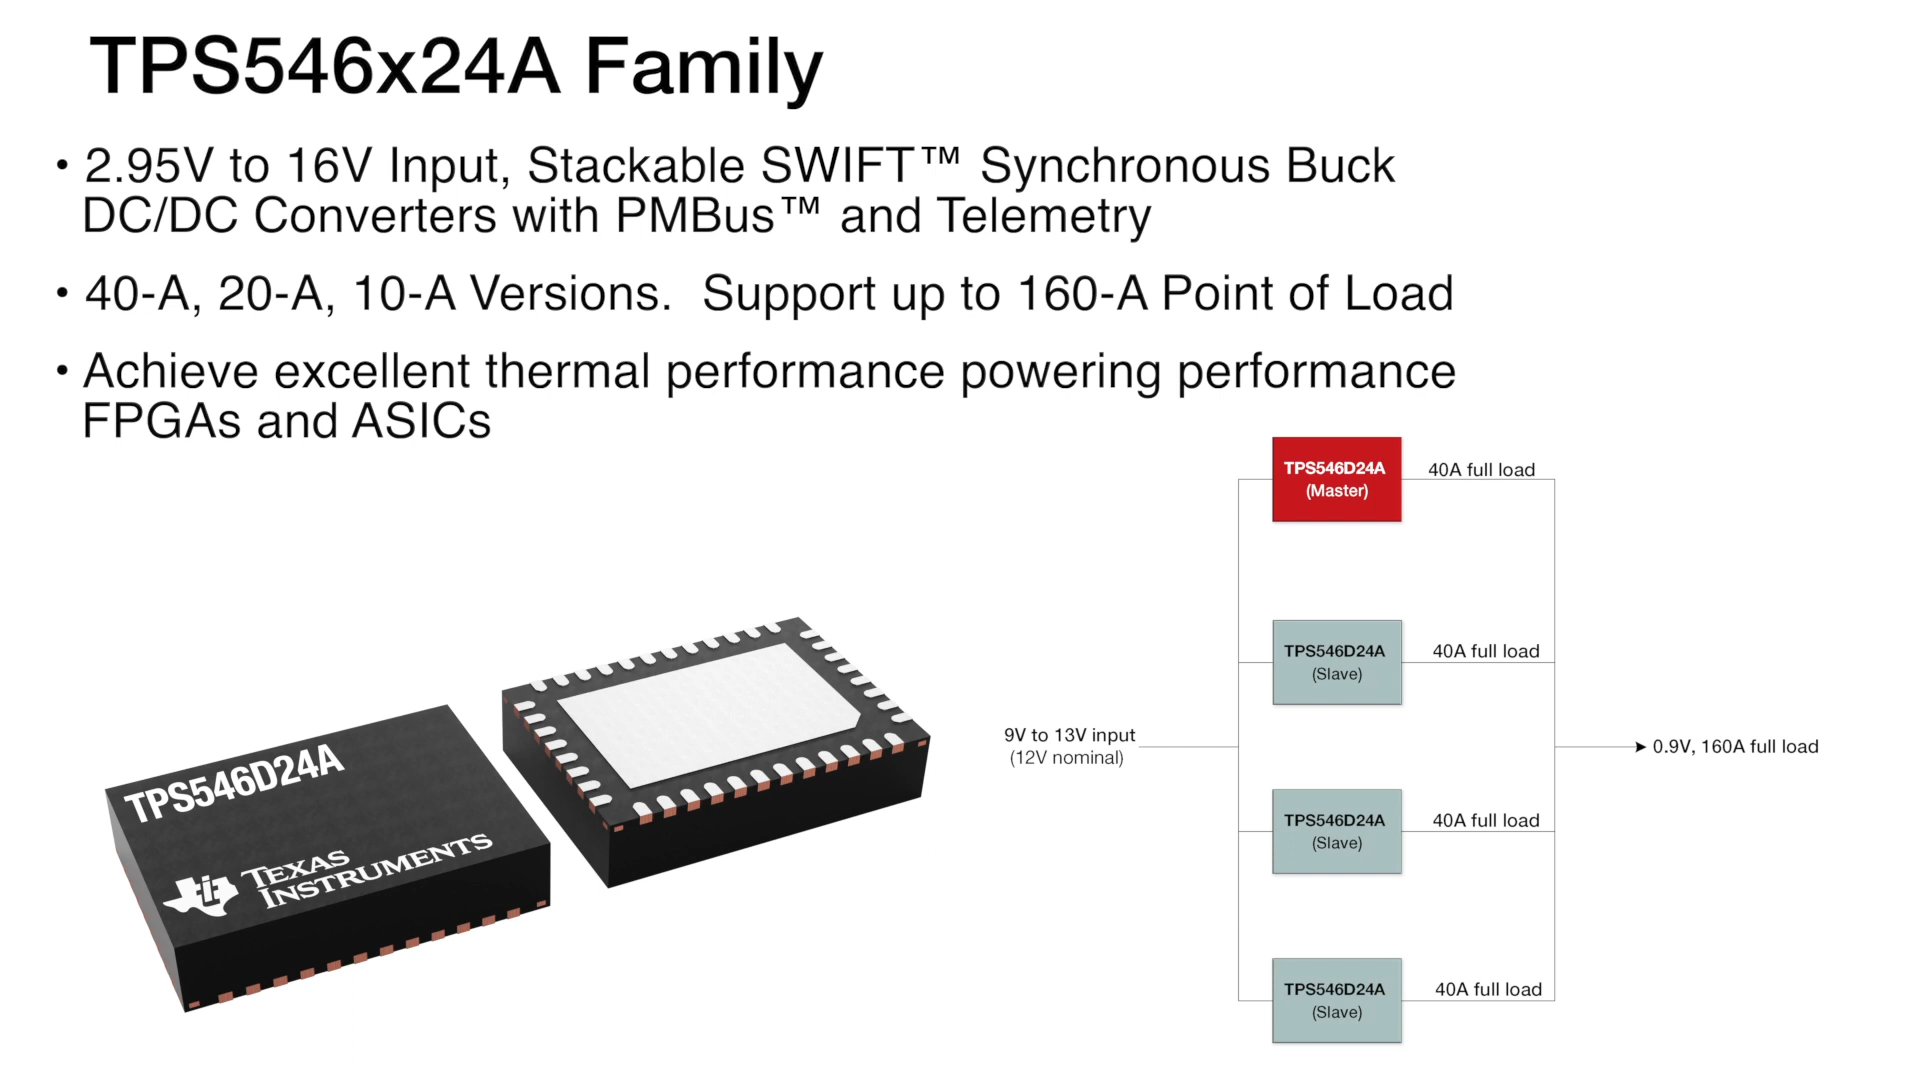 TPS546x24A Family
• 2.95V to 16V Input, Stackable SWIFT™ Synchronous Buck
DC/DC Converters with PMBus™ and Telemetry
• 40-A, 20-A, 10-A Versions.  Support up to 160-A Point of Load
• Achieve excellent thermal performance powering performance
FPGAs and ASICs
TPS546D24A
(Master)
40A full load
TPS546D24A
(Slave)
40A full load
9V to 13V input
(12V nominal)
0.9V, 160A full load
TPS546D24A
(Slave)
40A full load
TPS546D24A
(Slave)
40A full load
TPS546D24A
TEXAS
INSTRUMENTS